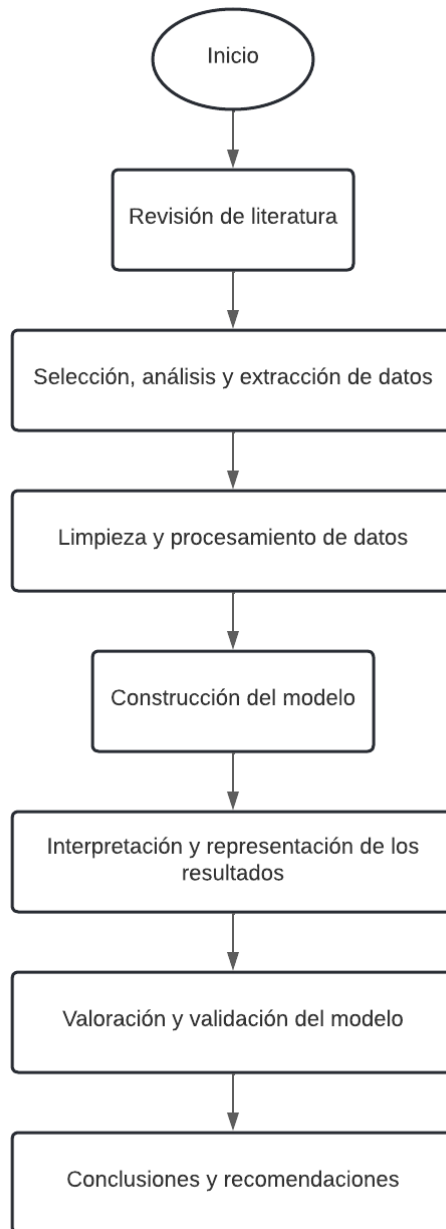 Inicio
Revisión de literatura
Selección, análisis y extracción de datos
Limpieza y procesamiento de datos
Construcción del modelo
Interpretación y representación de los
resultados
Valoración y validación del modelo
Conclusiones y recomendaciones